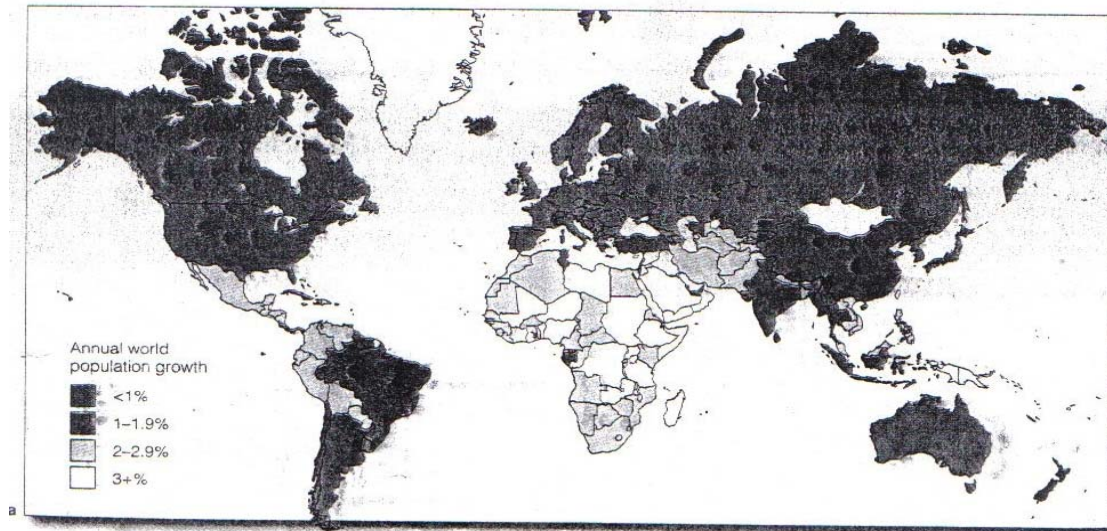 Annual world
population growth
<1%
1–1.9%
2–2.9%
3+%
a